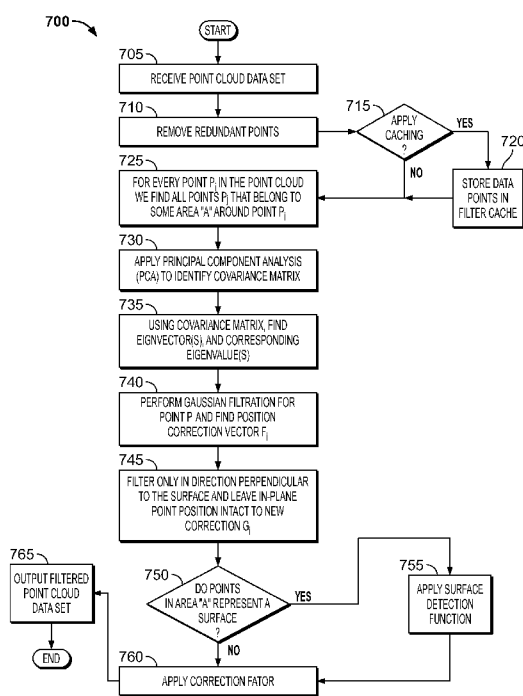 700
START
705
RECEIVE POINT CLOUD DATA SET
710
REMOVE REDUNDANT POINTS
715
APPLY
CACHING
?
YES
NO
720
STORE DATA
POINTS IN
FILTER CACHE
725
FOR EVERY POINT Pi IN THE POINT CLOUD
WE FIND ALL POINTS Pj THAT BELONG TO
SOME AREA "A" AROUND POINT Pi
730
APPLY PRINCIPAL COMPONENT ANALYSIS
(PCA) TO IDENTIFY COVARIANCE MATRIX
735
USING COVARIANCE MATRIX, FIND
EIGNVECTOR(S), AND CORRESPONDING
EIGENVALUE(S)
740
PERFORM GAUSSIAN FILTRATION FOR
POINT P AND FIND POSITION
CORRECTION VECTOR Fi
745
FILTER ONLY IN DIRECTION PERPENDICULAR
TO THE SURFACE AND LEAVE IN-PLANE
POINT POSITION INTACT TO NEW
CORRECTION Gi
750
DO POINTS
IN AREA "A" REPRESENT A
SURFACE
?
YES
NO
755
APPLY SURFACE
DETECTION
FUNCTION
760
APPLY CORRECTION FATOR
765
OUTPUT FILTERED
POINT CLOUD
DATA SET
END